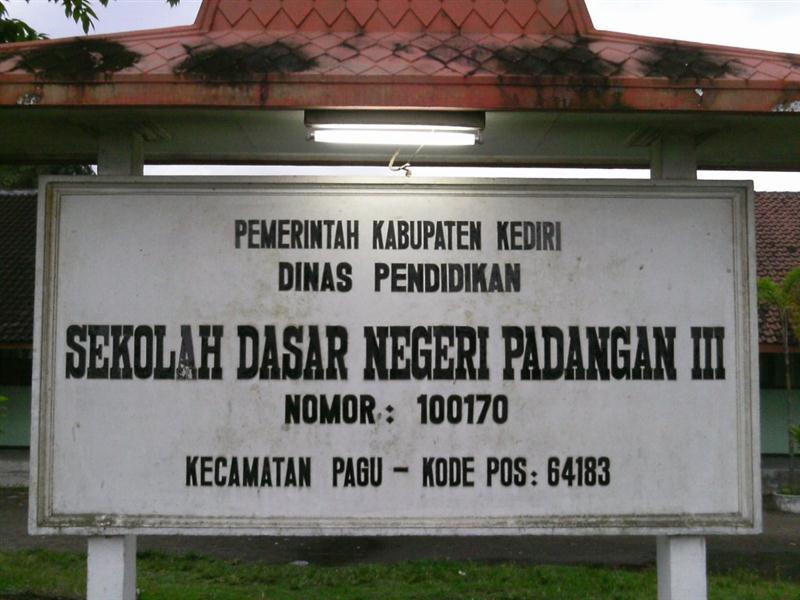 PEMERINTAH KABUPATEN KEDIRI
DINAS PENDIDIKAN
SEKOLAH DASAR NEGERI PADANGAN III
NOMOR : 100170
KECAMATAN PAGU – KODE POS : 64183